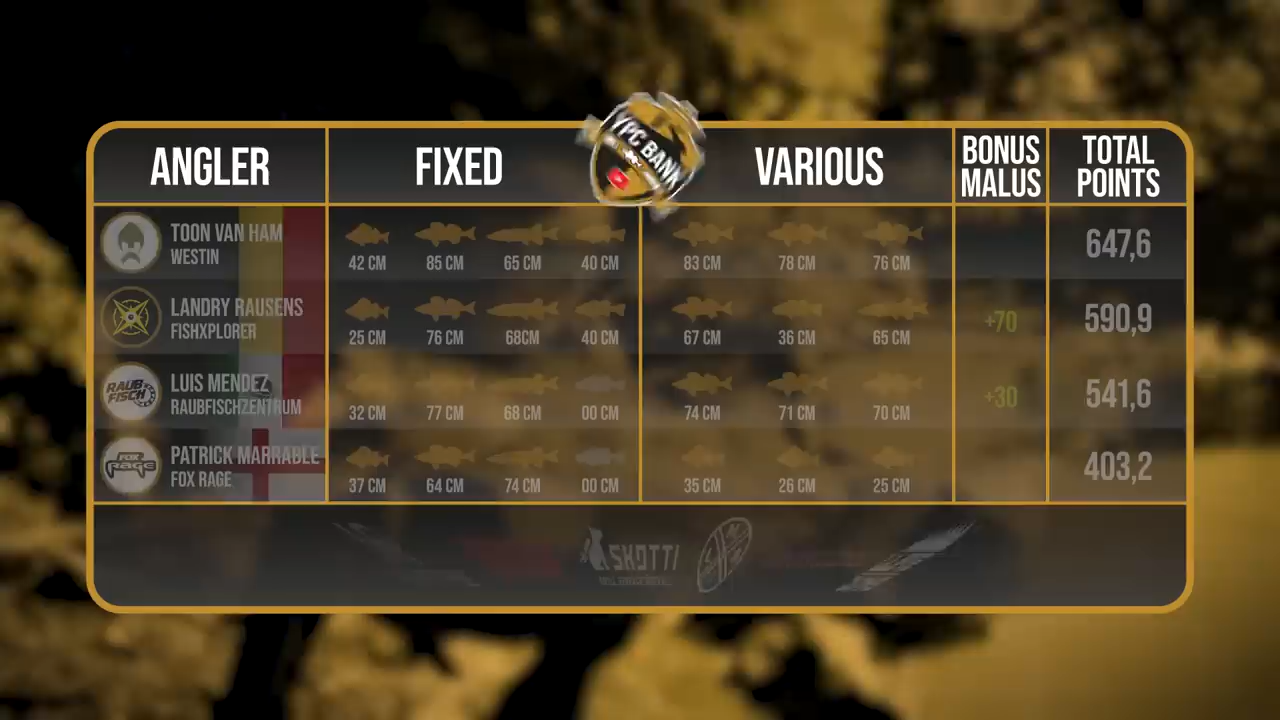 ANGLER
FIXED
YPC BANK
VARIOUS
BONUS
MALUS
TOTAL
POINTS
TOON VAN HAM
WESTIN
42 CM 85 CM 65 CM 40 CM 83 CM 78 CM 76 CM
647,6
LANDRY RAUSENS
FISHXPLORER
25 CM 76 CM 68CM 40 CM 67 CM 36 CM 65 CM
+70
590,9
RAUB
FISCH
LUIS MENDEZ
RAUBFISCHZENTRUM
32 CM 77 CM 68 CM 00 CM 74 CM 71 CM 70 CM
+30
541,6
FOX
RAGE
PATRICK MARRABLE
FOX RAGE
37 CM 64 CM 74 CM 00 CM 35 CM 26 CM 25 CM
403,2
SKOTTI